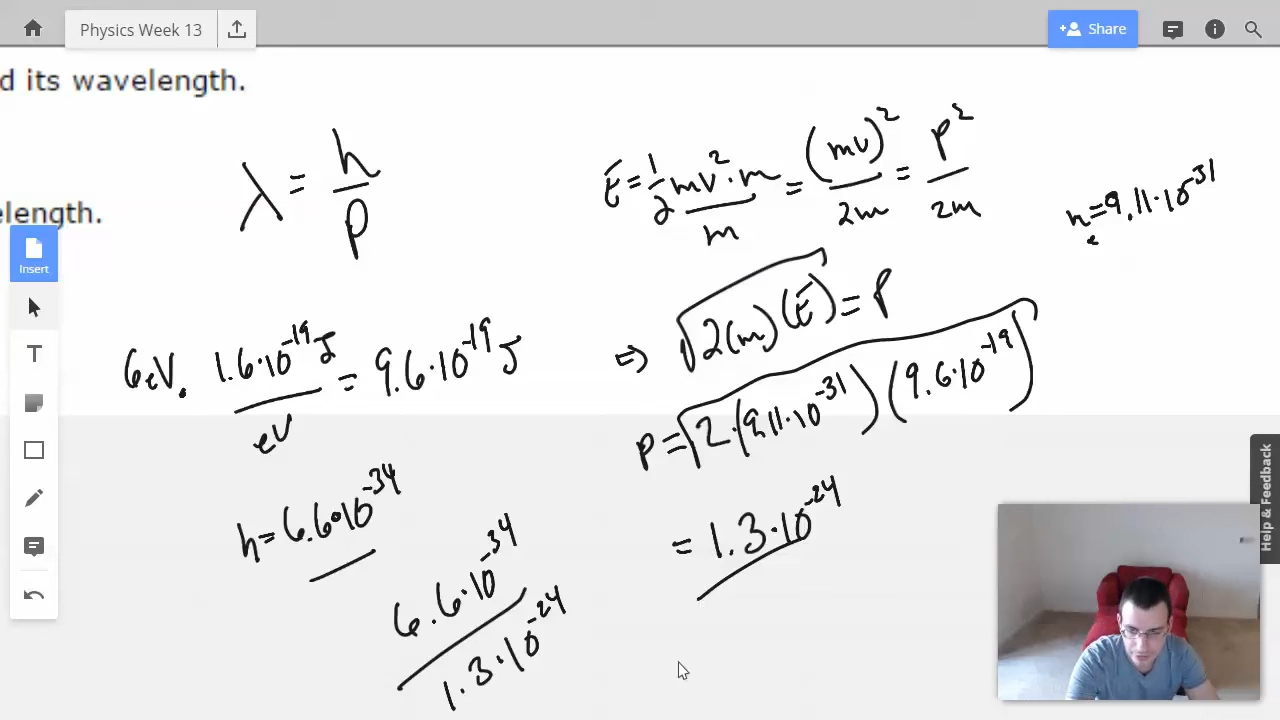 Physics Week 13
Share
d its wavelength.
λ = h/p
E = 1/2 mv² · m/m = (mv)²/2m = p²/2m
elength.
Insert
T
⇒ √2(m)(E) = p
6eV · 1.6·10⁻¹⁹J/eV = 9.6·10⁻¹⁹J
p = √2·(9.11·10⁻³¹)(9.6·10⁻¹⁹)
h = 6.6·10⁻³⁴
= 1.3·10⁻²⁴
6.6·10⁻³⁴/1.3·10⁻²⁴
= 9.11·10⁻³¹
Help & Feedback